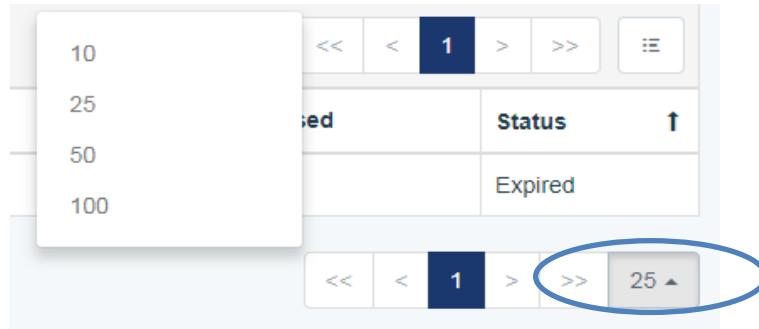 10
<< < 1 > >>
25
sed Status ↑
50
Expired
100
<< < 1 > >> 25